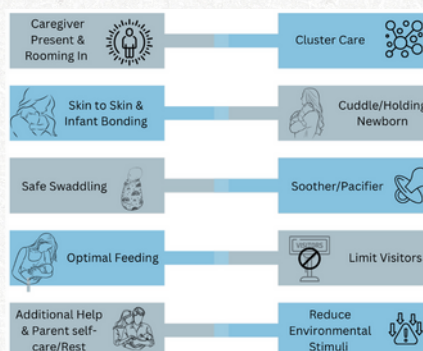 Caregiver
Present &
Rooming In
Cluster Care
Skin to Skin &
Infant Bonding
Cuddle/Holding
Newborn
Safe Swaddling
Soother/Pacifier
Optimal Feeding
VISITORS
Limit Visitors
Additional Help
& Parent self-
care/Rest
Reduce
Environmental
Stimuli